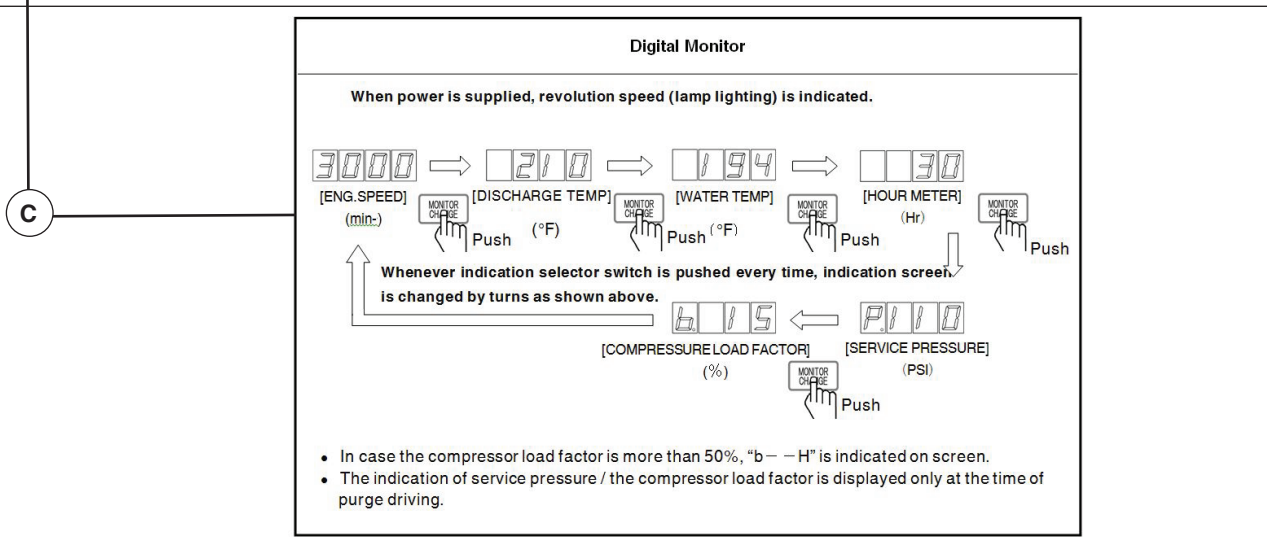 Digital Monitor
When power is supplied, revolution speed (lamp lighting) is indicated.
3000 210 194 30
[ENG.SPEED] [DISCHARGE TEMP] [WATER TEMP] [HOUR METER]
(min-) (°F) (°F) (Hr)
MONITOR CHANGE MONITOR CHANGE MONITOR CHANGE MONITOR CHANGE
Push Push Push Push
C
Whenever indication selector switch is pushed every time, indication screen
is changed by turns as shown above.
b. 15 P.110
[COMPRESSURE LOAD FACTOR] [SERVICE PRESSURE]
(%) (PSI)
MONITOR CHANGE
Push
• In case the compressor load factor is more than 50%, “b− −H” is indicated on screen.
• The indication of service pressure / the compressor load factor is displayed only at the time of
purge driving.